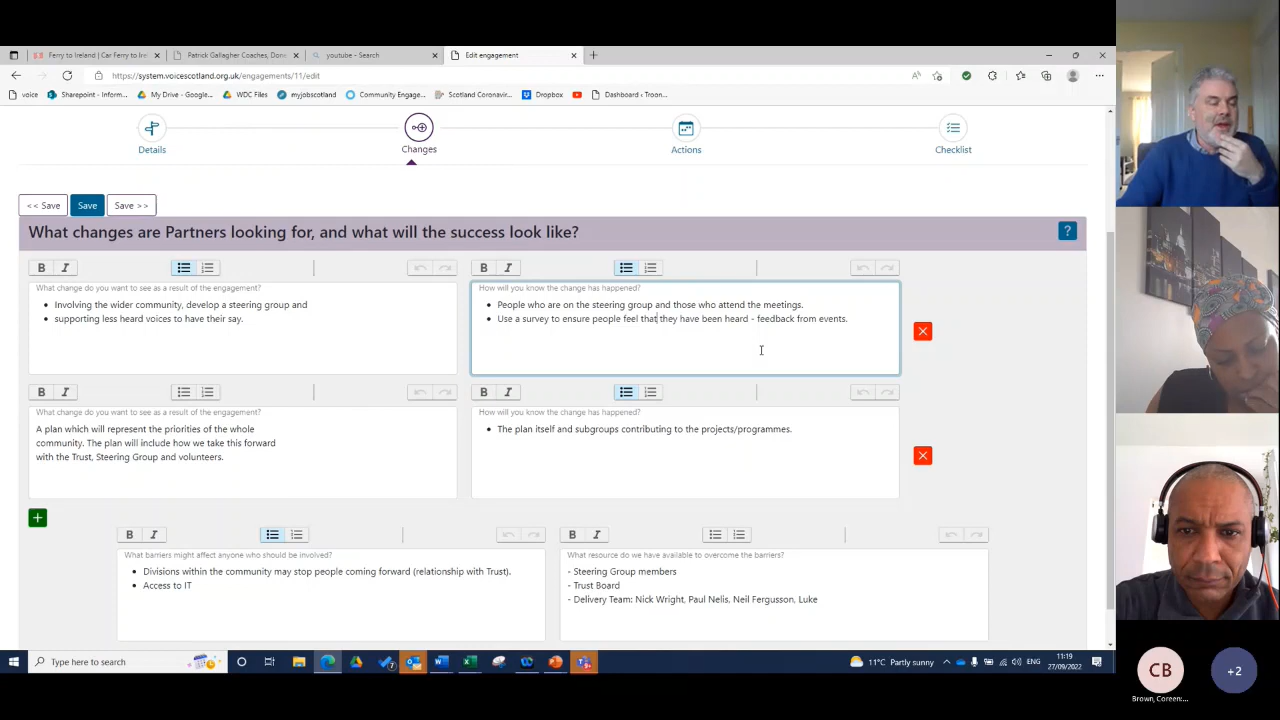 Ferry to Ireland | Car Ferry to Ire
Patrick Gallagher Coaches, Done
youtube - Search
Edit engagement
https://system.voicescotland.org.uk/engagements/11/edit
voice
Sharepoint - Inform...
My Drive - Google...
WDC Files
myjobscotland
Community Engage...
Scotland Coronavir...
Dropbox
Dashboard ‹ Troon...
Details
Changes
Actions
Checklist
<< Save
Save
Save >>
What changes are Partners looking for, and what will the success look like?
?
B I
B I
What change do you want to see as a result of the engagement?
• Involving the wider community, develop a steering group and
• supporting less heard voices to have their say.
How will you know the change has happened?
• People who are on the steering group and those who attend the meetings.
• Use a survey to ensure people feel that they have been heard - feedback from events.
B I
B I
What change do you want to see as a result of the engagement?
A plan which will represent the priorities of the whole
community. The plan will include how we take this forward
with the Trust, Steering Group and volunteers.
How will you know the change has happened?
• The plan itself and subgroups contributing to the projects/programmes.
B I
B I
What barriers might affect anyone who should be involved?
• Divisions within the community may stop people coming forward (relationship with Trust).
• Access to IT
What resource do we have available to overcome the barriers?
- Steering Group members
- Trust Board
- Delivery Team: Nick Wright, Paul Nelis, Neil Fergusson, Luke
Type here to search
11°C Partly sunny
ENG
11:19
27/09/2022
CB
Brown, Coreen:...
+2